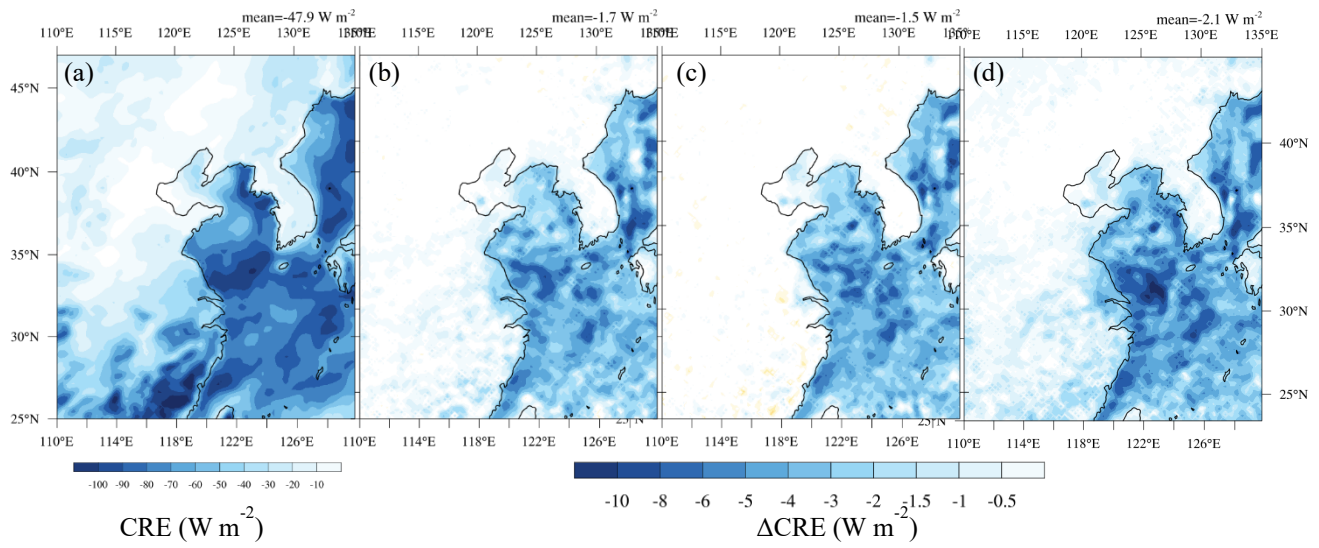 mean=-47.9 W m-2 mean=-1.7 W m-2 mean=-1.5 W m-2 mean=-2.1 W m-2
110°E 115°E 120°E 125°E 130°E 115°E 120°E 125°E 130°E 115°E 120°E 125°E 130°E 110°E 115°E 120°E 125°E 130°E 135°E
(a) (b) (c) (d)
45°N
40°N 40°N
35°N 35°N
30°N 30°N
25°N 25°N 25°N 25°N
110°E 114°E 118°E 122°E 126°E 110°E 114°E 118°E 122°E 126°E 110°E 114°E 118°E 122°E 126°E 110°E 114°E 118°E 122°E 126°E
-100 -90 -80 -70 -60 -50 -40 -30 -20 -10
-10 -8 -6 -5 -4 -3 -2 -1.5 -1 -0.5
CRE (W m-2) ΔCRE (W m-2)